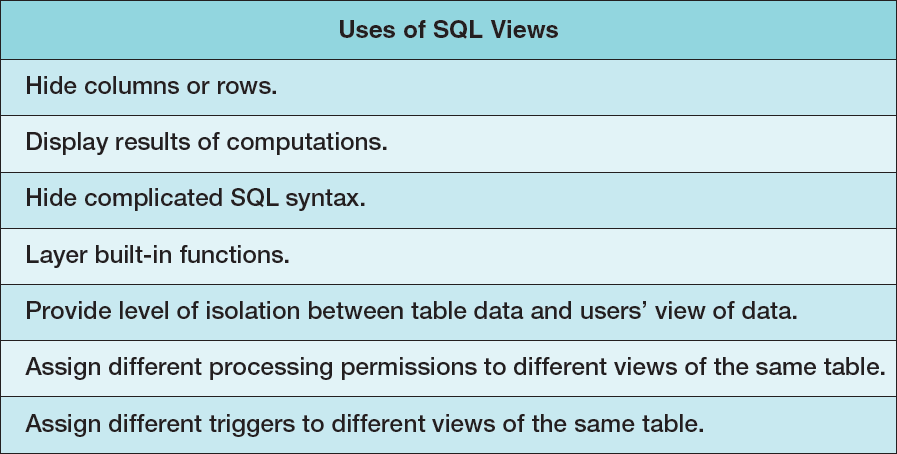 Uses of SQL Views
Hide columns or rows.
Display results of computations.
Hide complicated SQL syntax.
Layer built-in functions.
Provide level of isolation between table data and users’ view of data.
Assign different processing permissions to different views of the same table.
Assign different triggers to different views of the same table.